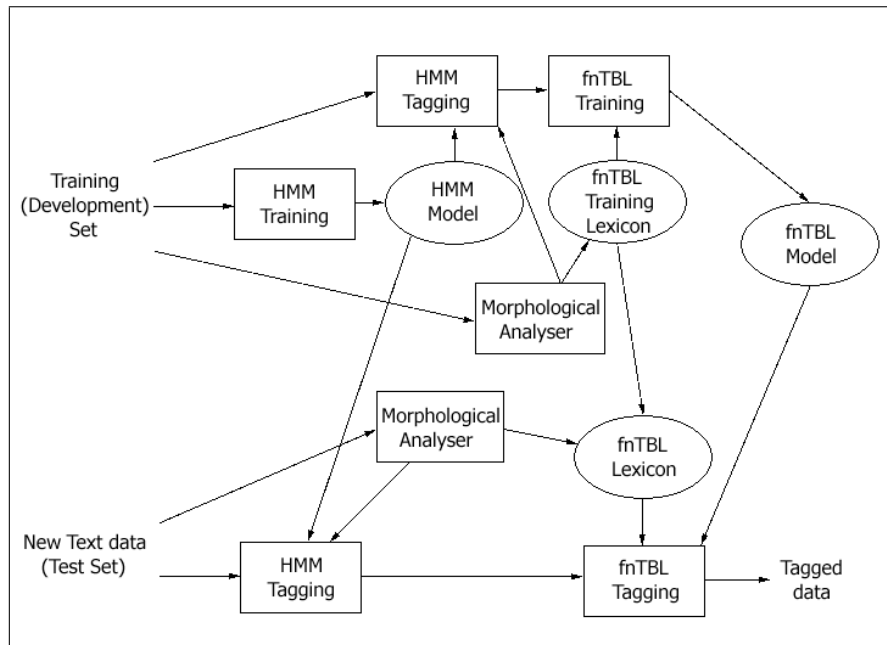 HMM
Tagging
fnTBL
Training
Training
(Development)
Set
HMM
Training
HMM
Model
fnTBL
Training
Lexicon
fnTBL
Model
Morphological
Analyser
Morphological
Analyser
fnTBL
Lexicon
New Text data
(Test Set)
HMM
Tagging
fnTBL
Tagging
Tagged
data